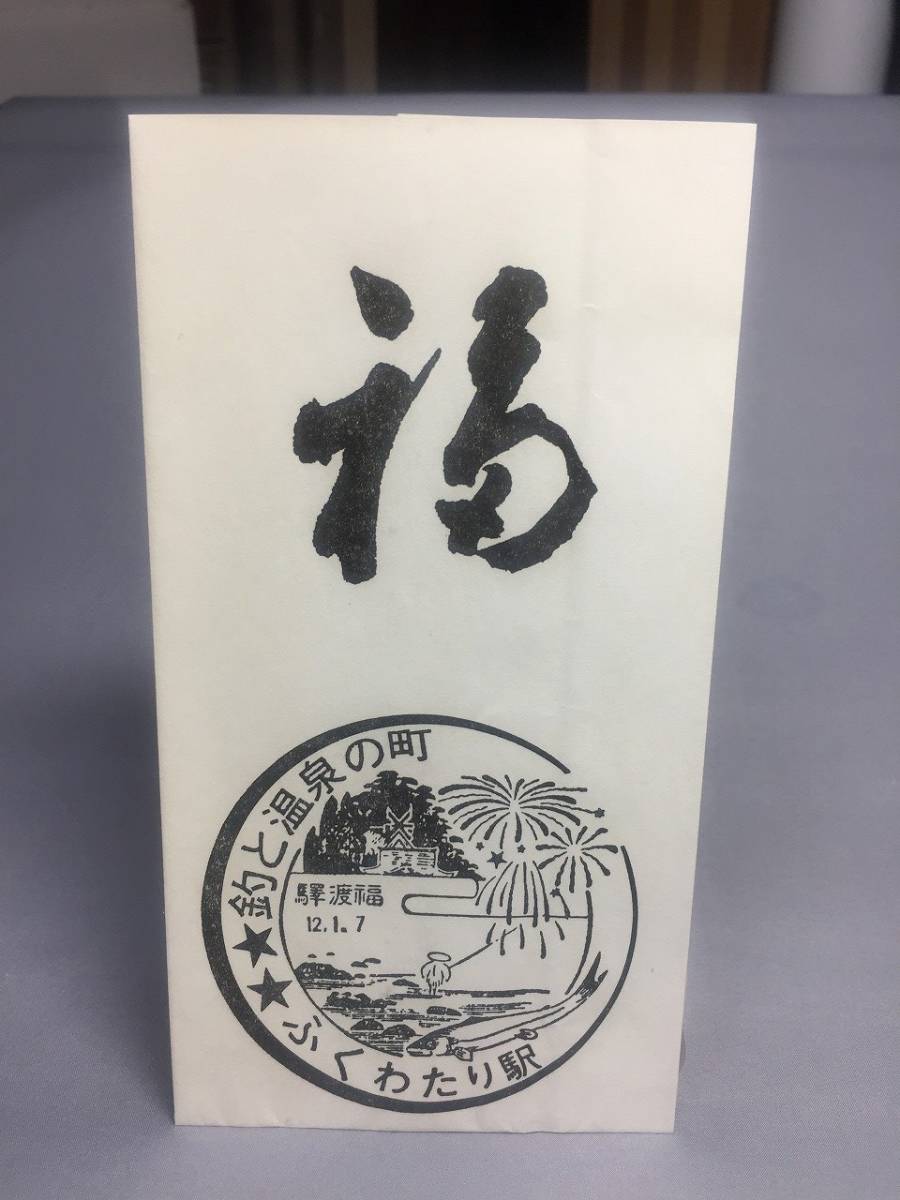 福
釣と温泉の町
驛渡福
12.1.7
★★ふくわたり駅